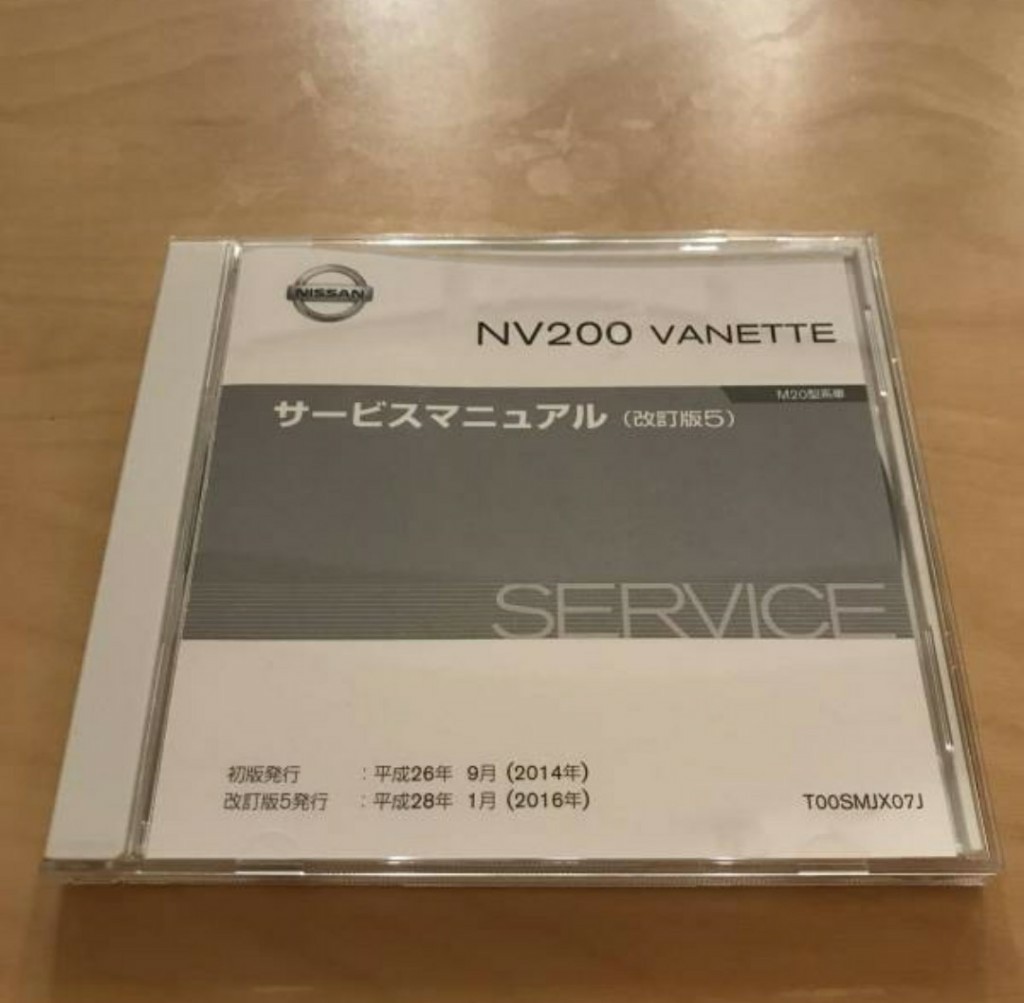 NISSAN
NV200 VANETTE
M20型系車
サービスマニュアル（改訂版5）
SERVICE
初版発行 ：平成26年 9月（2014年）
改訂版5発行 ：平成28年 1月（2016年）
T00SMJX07J